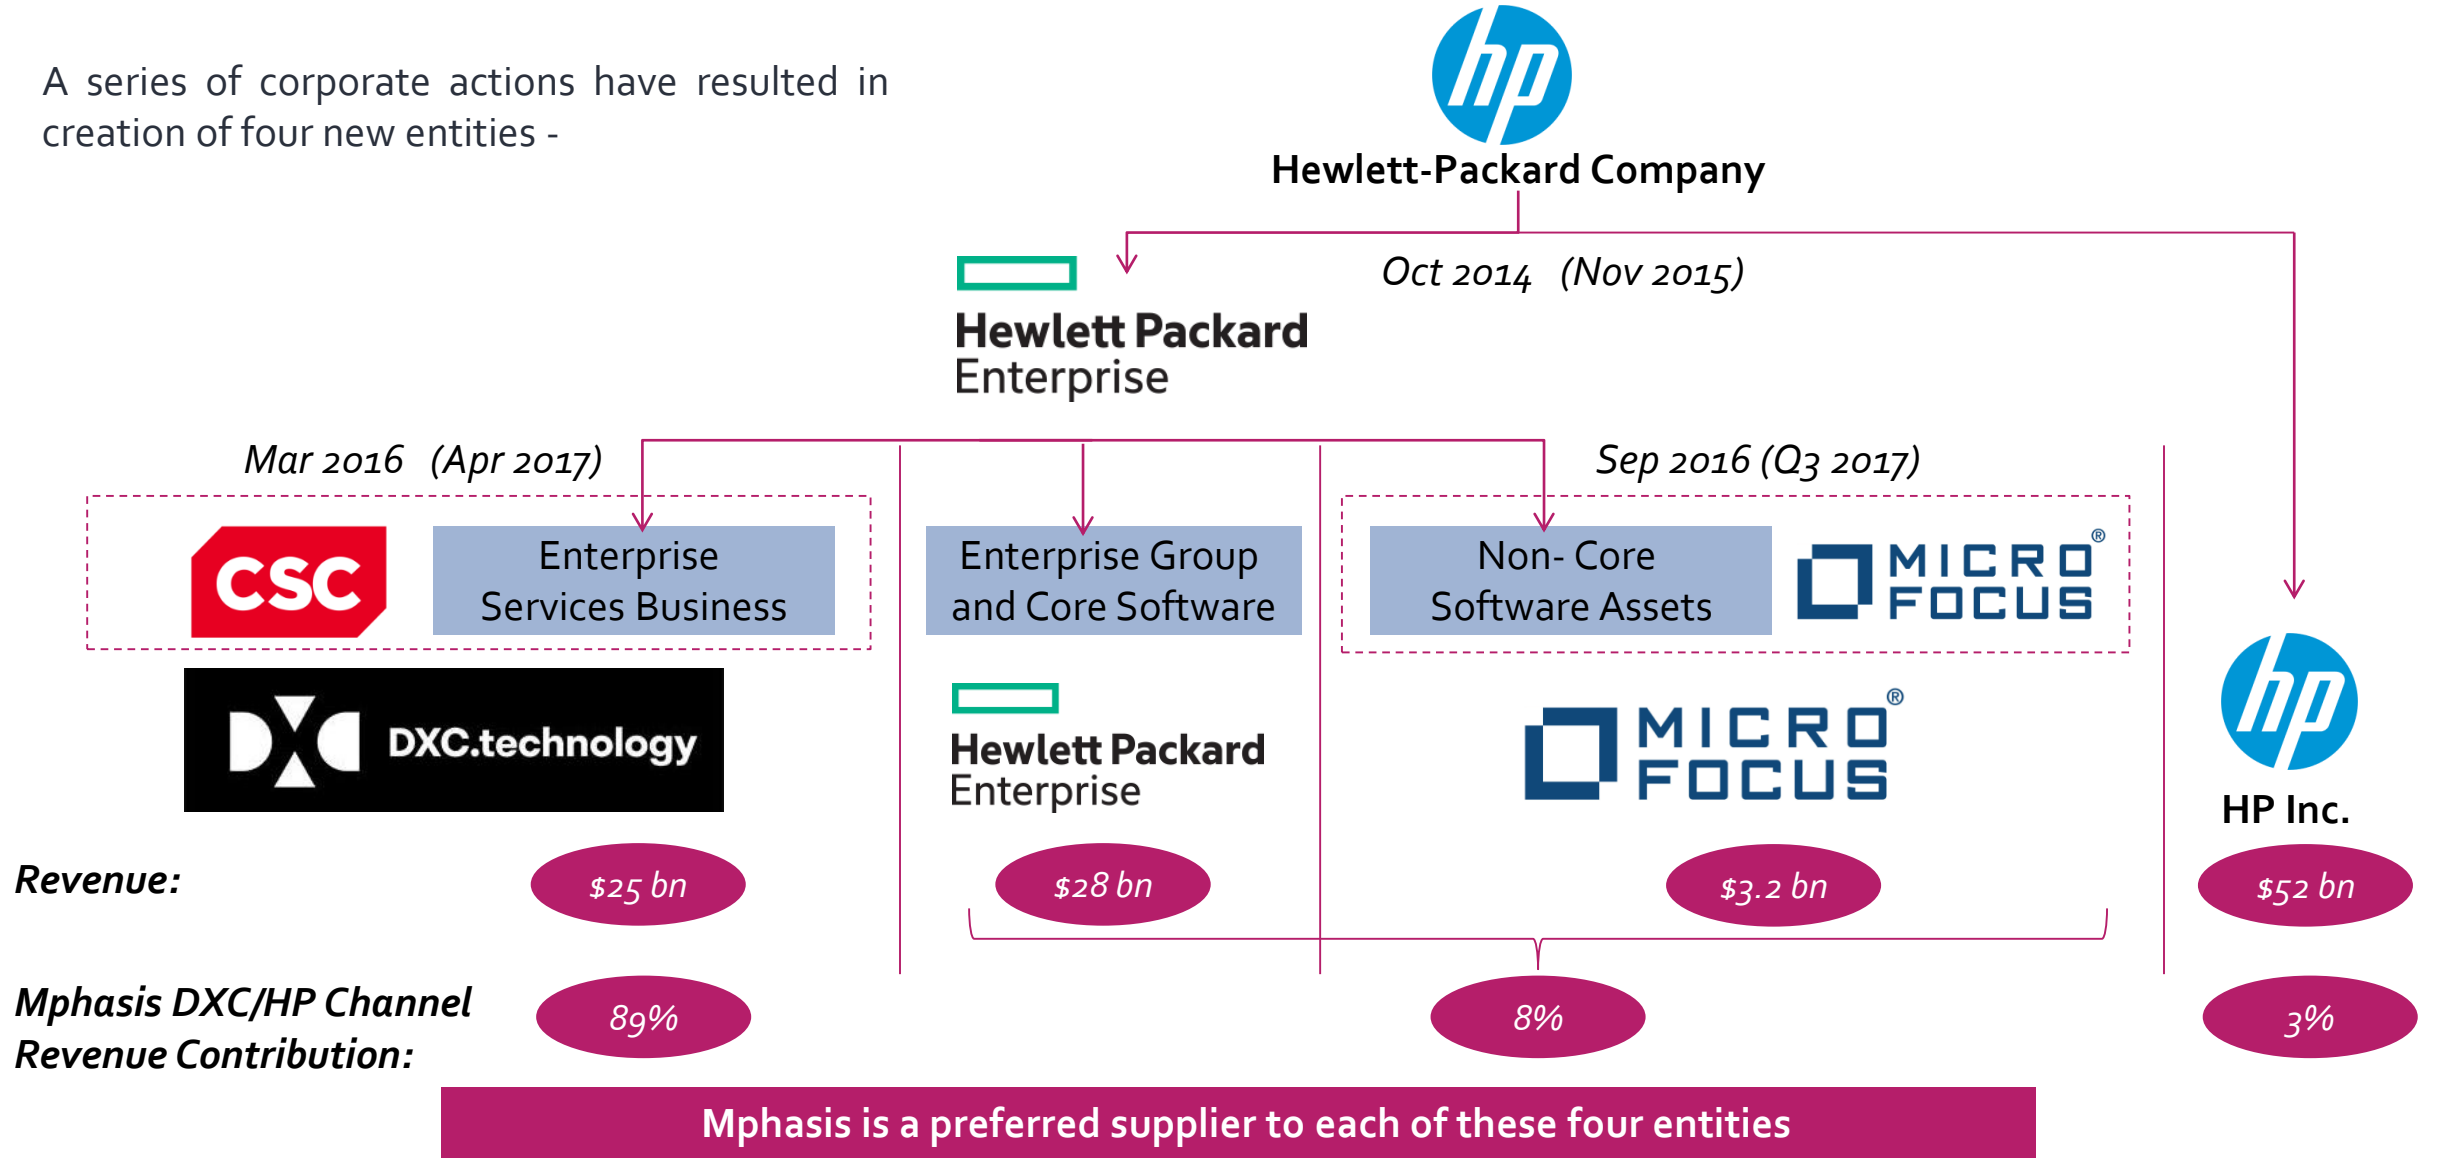 A series of corporate actions have resulted in
creation of four new entities -
hp
Hewlett-Packard Company
Oct 2014 (Nov 2015)
Hewlett Packard
Enterprise
Mar 2016 (Apr 2017)
Sep 2016 (Q3 2017)
CSC
Enterprise
Services Business
Enterprise Group
and Core Software
Non- Core
Software Assets
MICRO®
FOCUS
DXC.technology
Hewlett Packard
Enterprise
MICRO®
FOCUS
hp
HP Inc.
Revenue:
$25 bn
$28 bn
$3.2 bn
$52 bn
Mphasis DXC/HP Channel
Revenue Contribution:
89%
8%
3%
Mphasis is a preferred supplier to each of these four entities